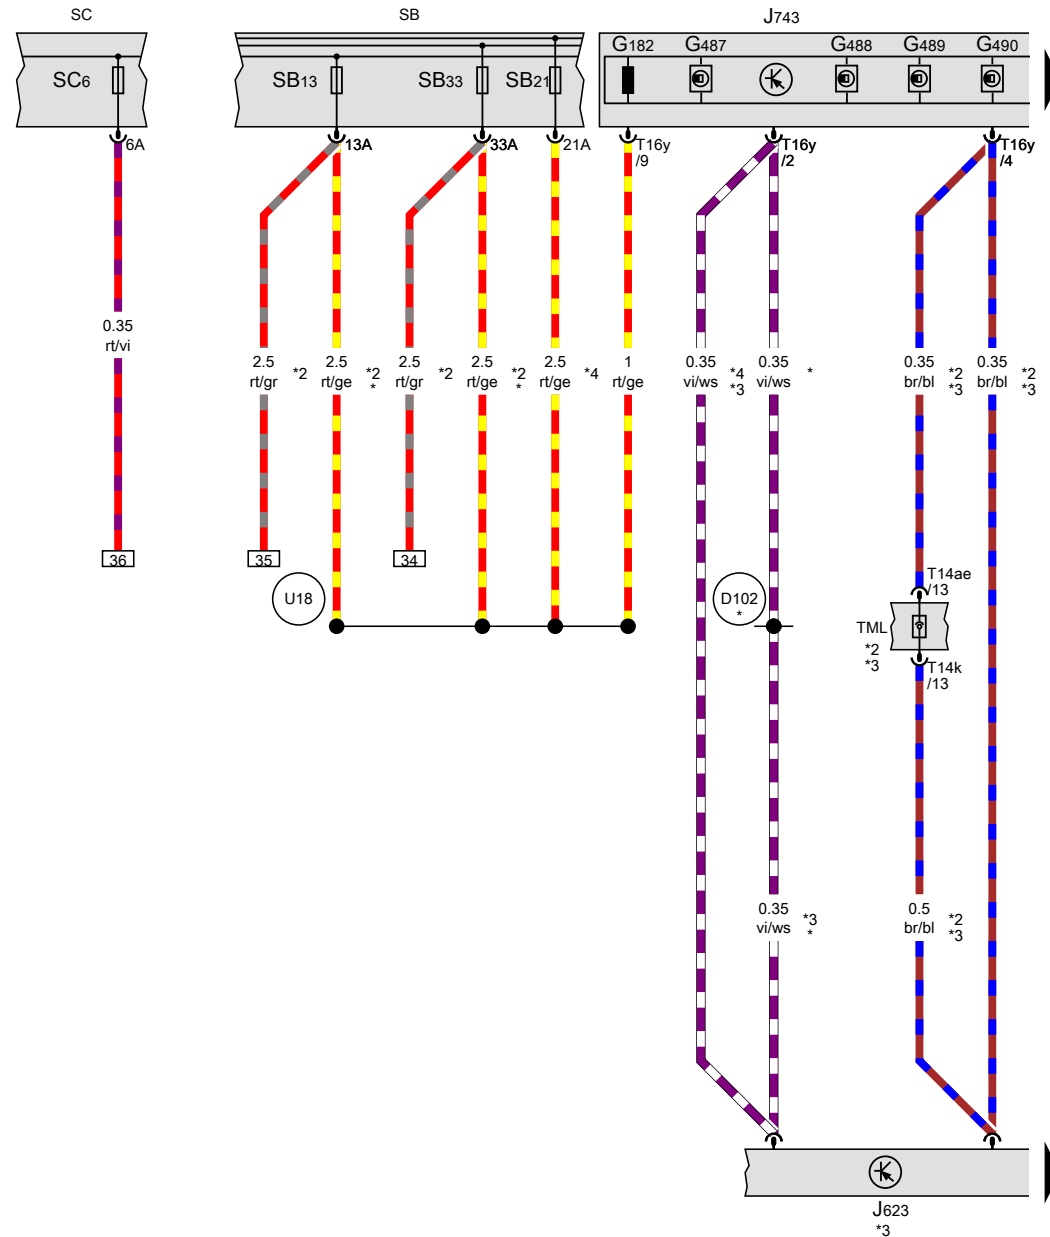 SC
SB
J743
G182
G487
G488
G489
G490
SC6
SB13
SB33
SB21
6A
13A
33A
21A
T16y
/9
T16y
/2
T16y
/4
0.35
rt/vi
2.5
rt/gr
*2
2.5
rt/ge
*2
*
2.5
rt/gr
*2
2.5
rt/ge
*2
*
2.5
rt/ge
*4
1
rt/ge
0.35
vi/ws
*4
*3
0.35
vi/ws
*
0.35
br/bl
*2
*3
0.35
br/bl
*2
*3
36
35
34
U18
D102
*
T14ae
/13
TML
*2
*3
T14k
/13
0.35
vi/ws
*3
*
0.5
br/bl
*2
*3
J623
*3